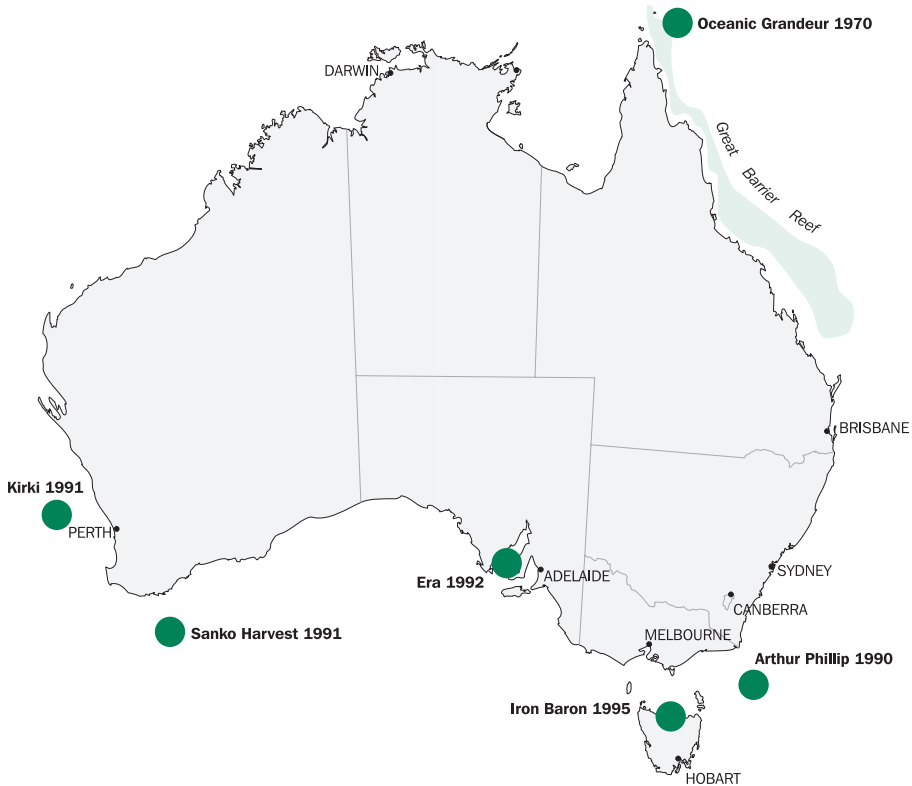 Oceanic Grandeur 1970
DARWIN
Great Barrier Reef
BRISBANE
Kirki 1991
PERTH
Era 1992
ADELAIDE
SYDNEY
CANBERRA
Sanko Harvest 1991
MELBOURNE
Arthur Phillip 1990
Iron Baron 1995
HOBART